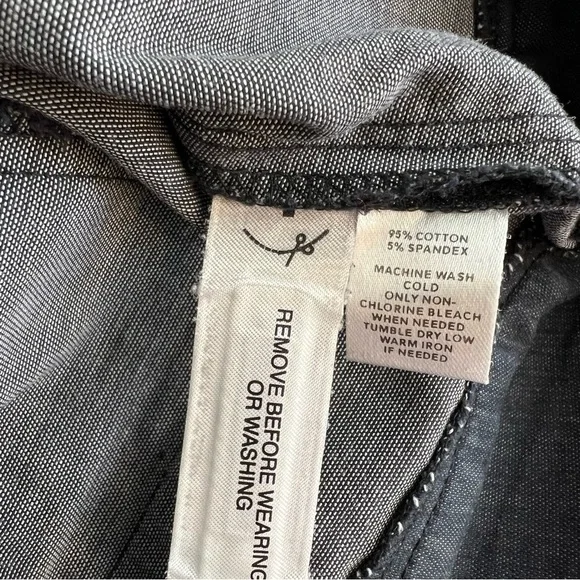 95% COTTON
5% SPANDEX
MACHINE WASH
COLD
ONLY NON-
CHLORINE BLEACH
WHEN NEEDED
TUMBLE DRY LOW
WARM IRON
IF NEEDED
REMOVE BEFORE WEARING
OR WASHING